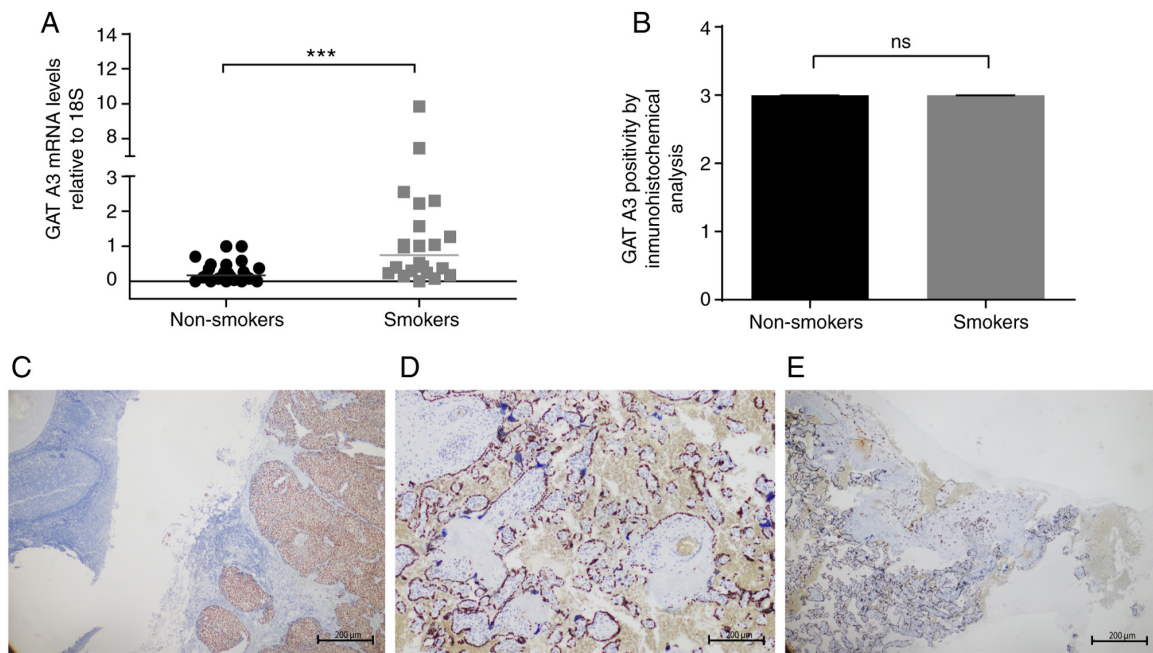 A
GAT A3 mRNA levels
relative to 18S
14
12
10
8
6
3
2
1
0
***
Non-smokers
Smokers
B
GAT A3 positivity by
inmunohistochemical
analysis
4
3
2
1
0
ns
Non-smokers
Smokers
C
200 µm
D
200 µm
E
200 µm